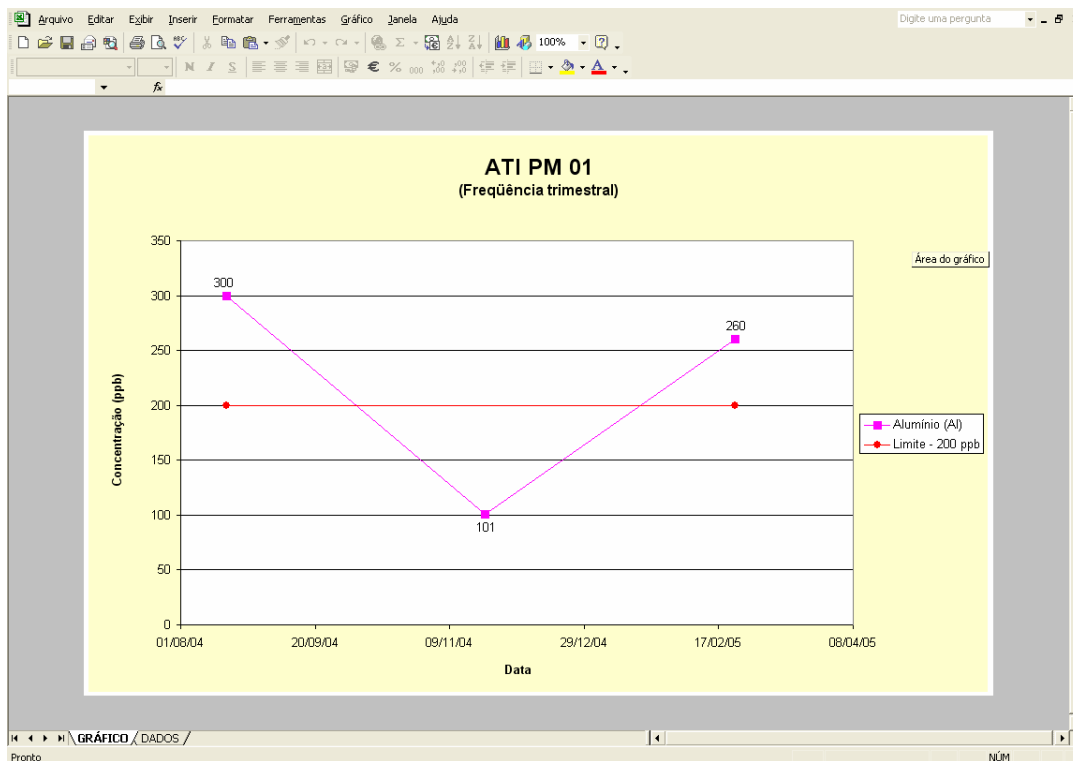 Arquivo Editar Exibir Inserir Formatar Ferramentas Gráfico Janela Ajuda Digite uma pergunta
100%
N I S € % 000
fx
ATI PM 01
(Freqüência trimestral)
Área do gráfico
350
300
250
200
150
100
50
0
Concentração (ppb)
300
101
260
Alumínio (Al)
Limite - 200 ppb
01/08/04 20/09/04 09/11/04 29/12/04 17/02/05 08/04/05
Data
GRÁFICO DADOS
Pronto NÚM